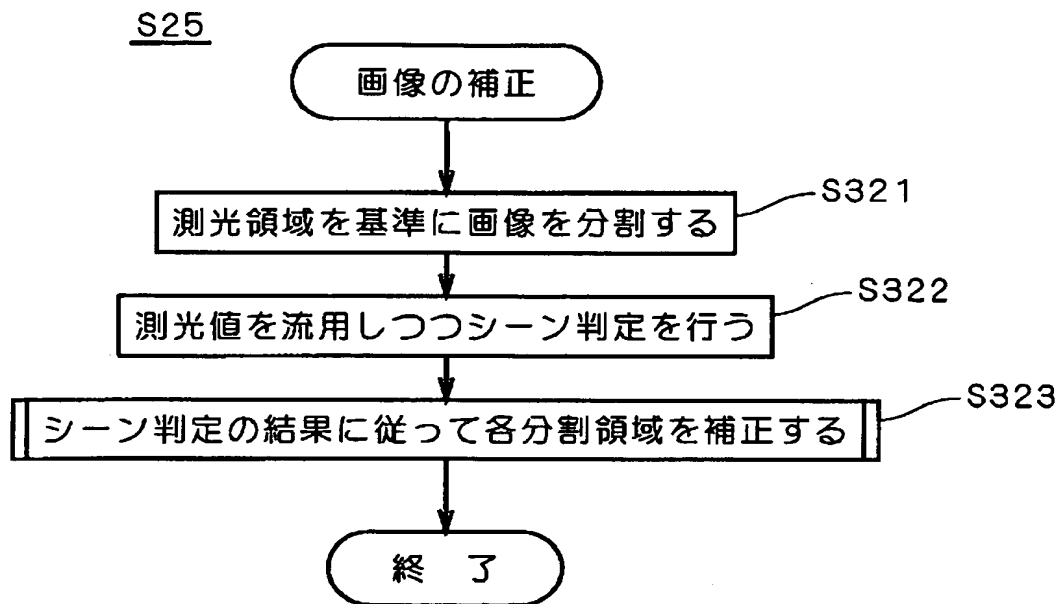 S25
画像の補正
S321
測光領域を基準に画像を分割する
S322
測光値を流用しつつシーン判定を行う
S323
シーン判定の結果に従って各分割領域を補正する
終 了